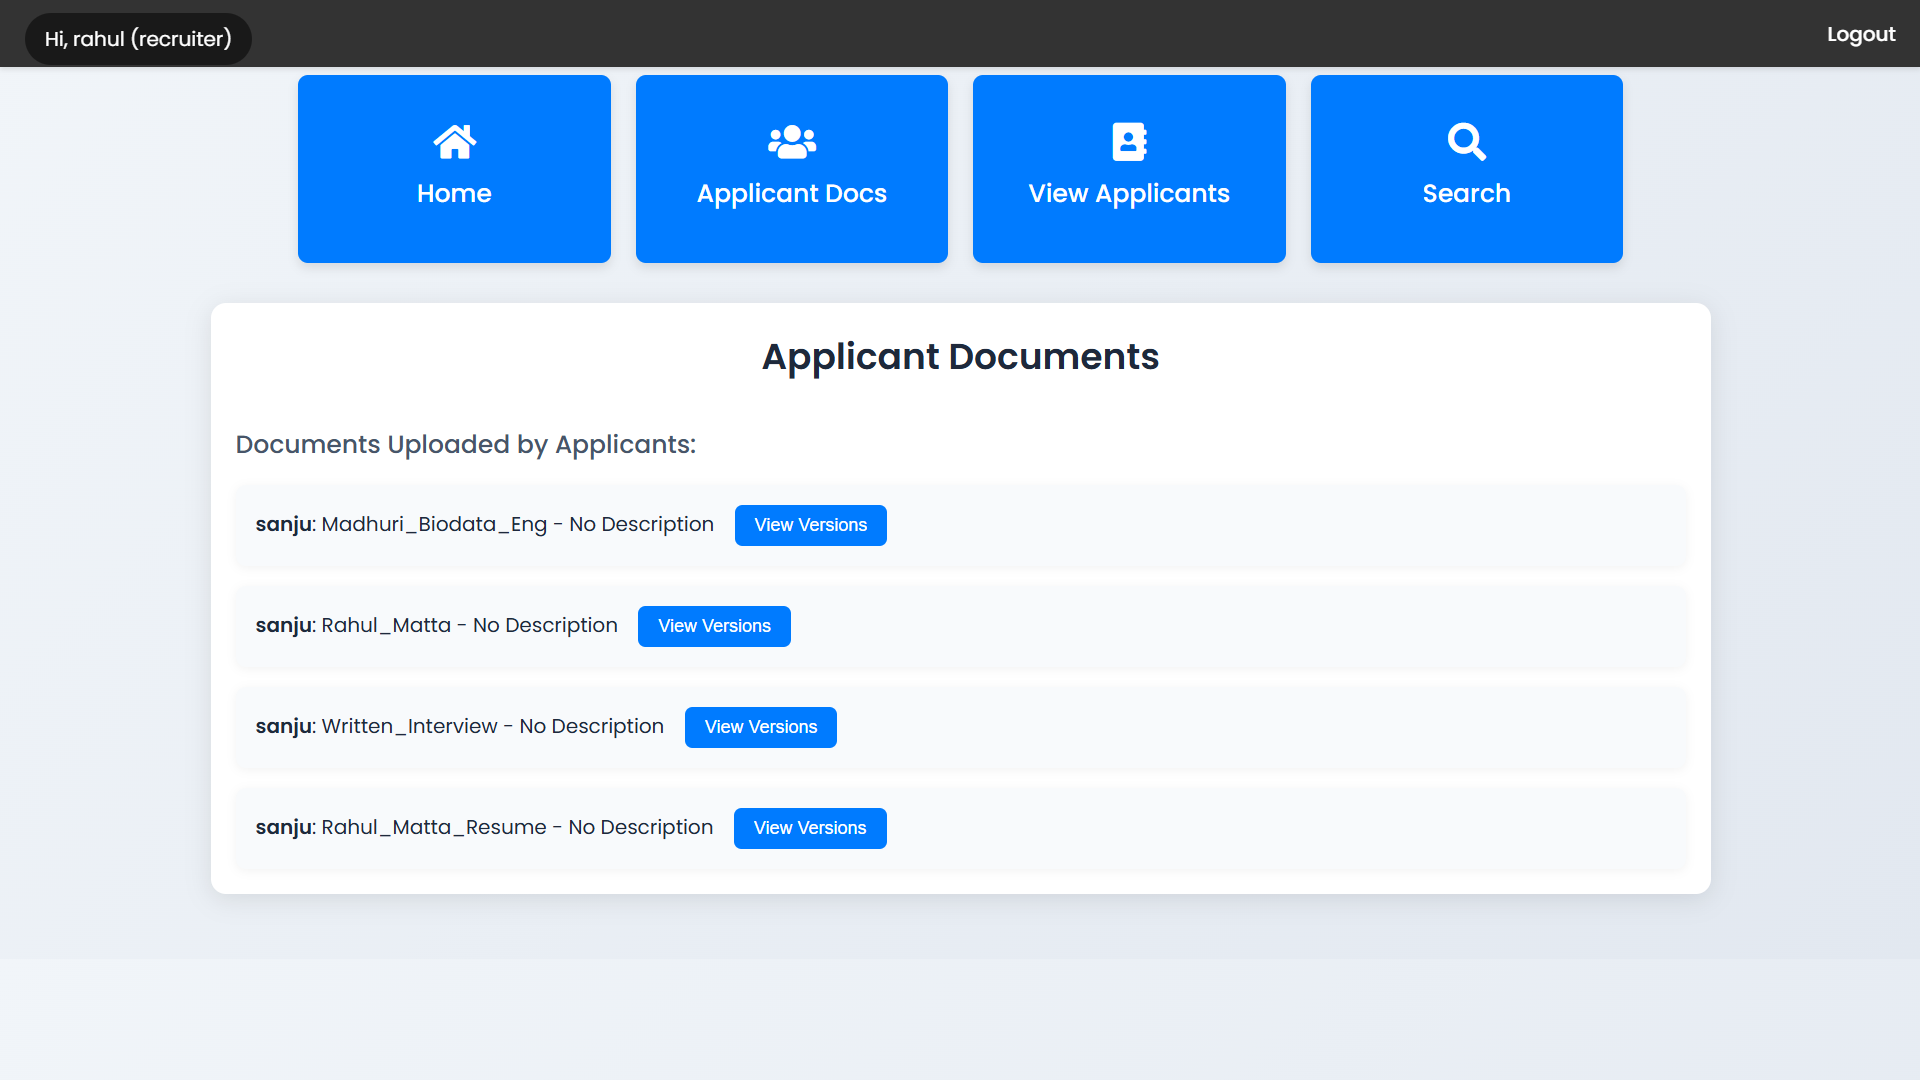 Hi, rahul (recruiter)
Logout
Home
Applicant Docs
View Applicants
Search
Applicant Documents
Documents Uploaded by Applicants:
sanju: Madhuri_Biodata_Eng - No Description View Versions
sanju: Rahul_Matta - No Description View Versions
sanju: Written_Interview - No Description View Versions
sanju: Rahul_Matta_Resume - No Description View Versions